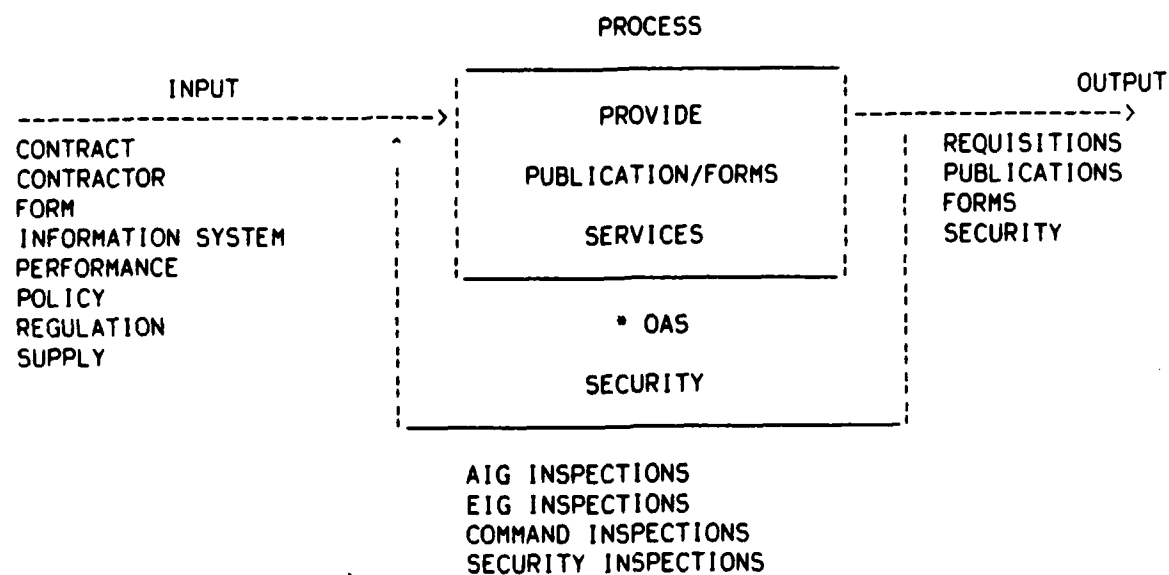 PROCESS
INPUT
OUTPUT
PROVIDE
PUBLICATION/FORMS
SERVICES
CONTRACT
CONTRACTOR
FORM
INFORMATION SYSTEM
PERFORMANCE
POLICY
REGULATION
SUPPLY
REQUISITIONS
PUBLICATIONS
FORMS
SECURITY
* OAS
SECURITY
AIG INSPECTIONS
EIG INSPECTIONS
COMMAND INSPECTIONS
SECURITY INSPECTIONS